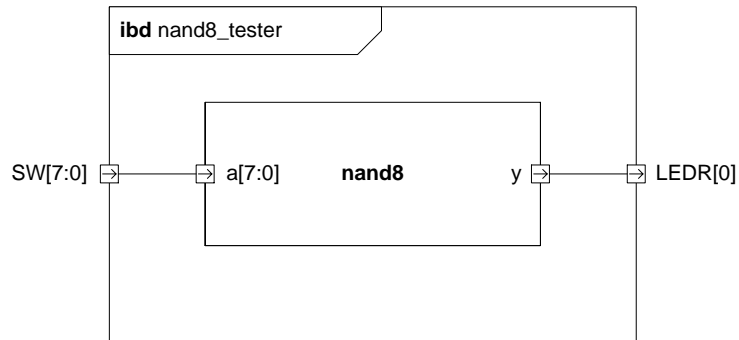 ibd nand8_tester
SW[7:0]
a[7:0]
nand8
y
LEDR[0]